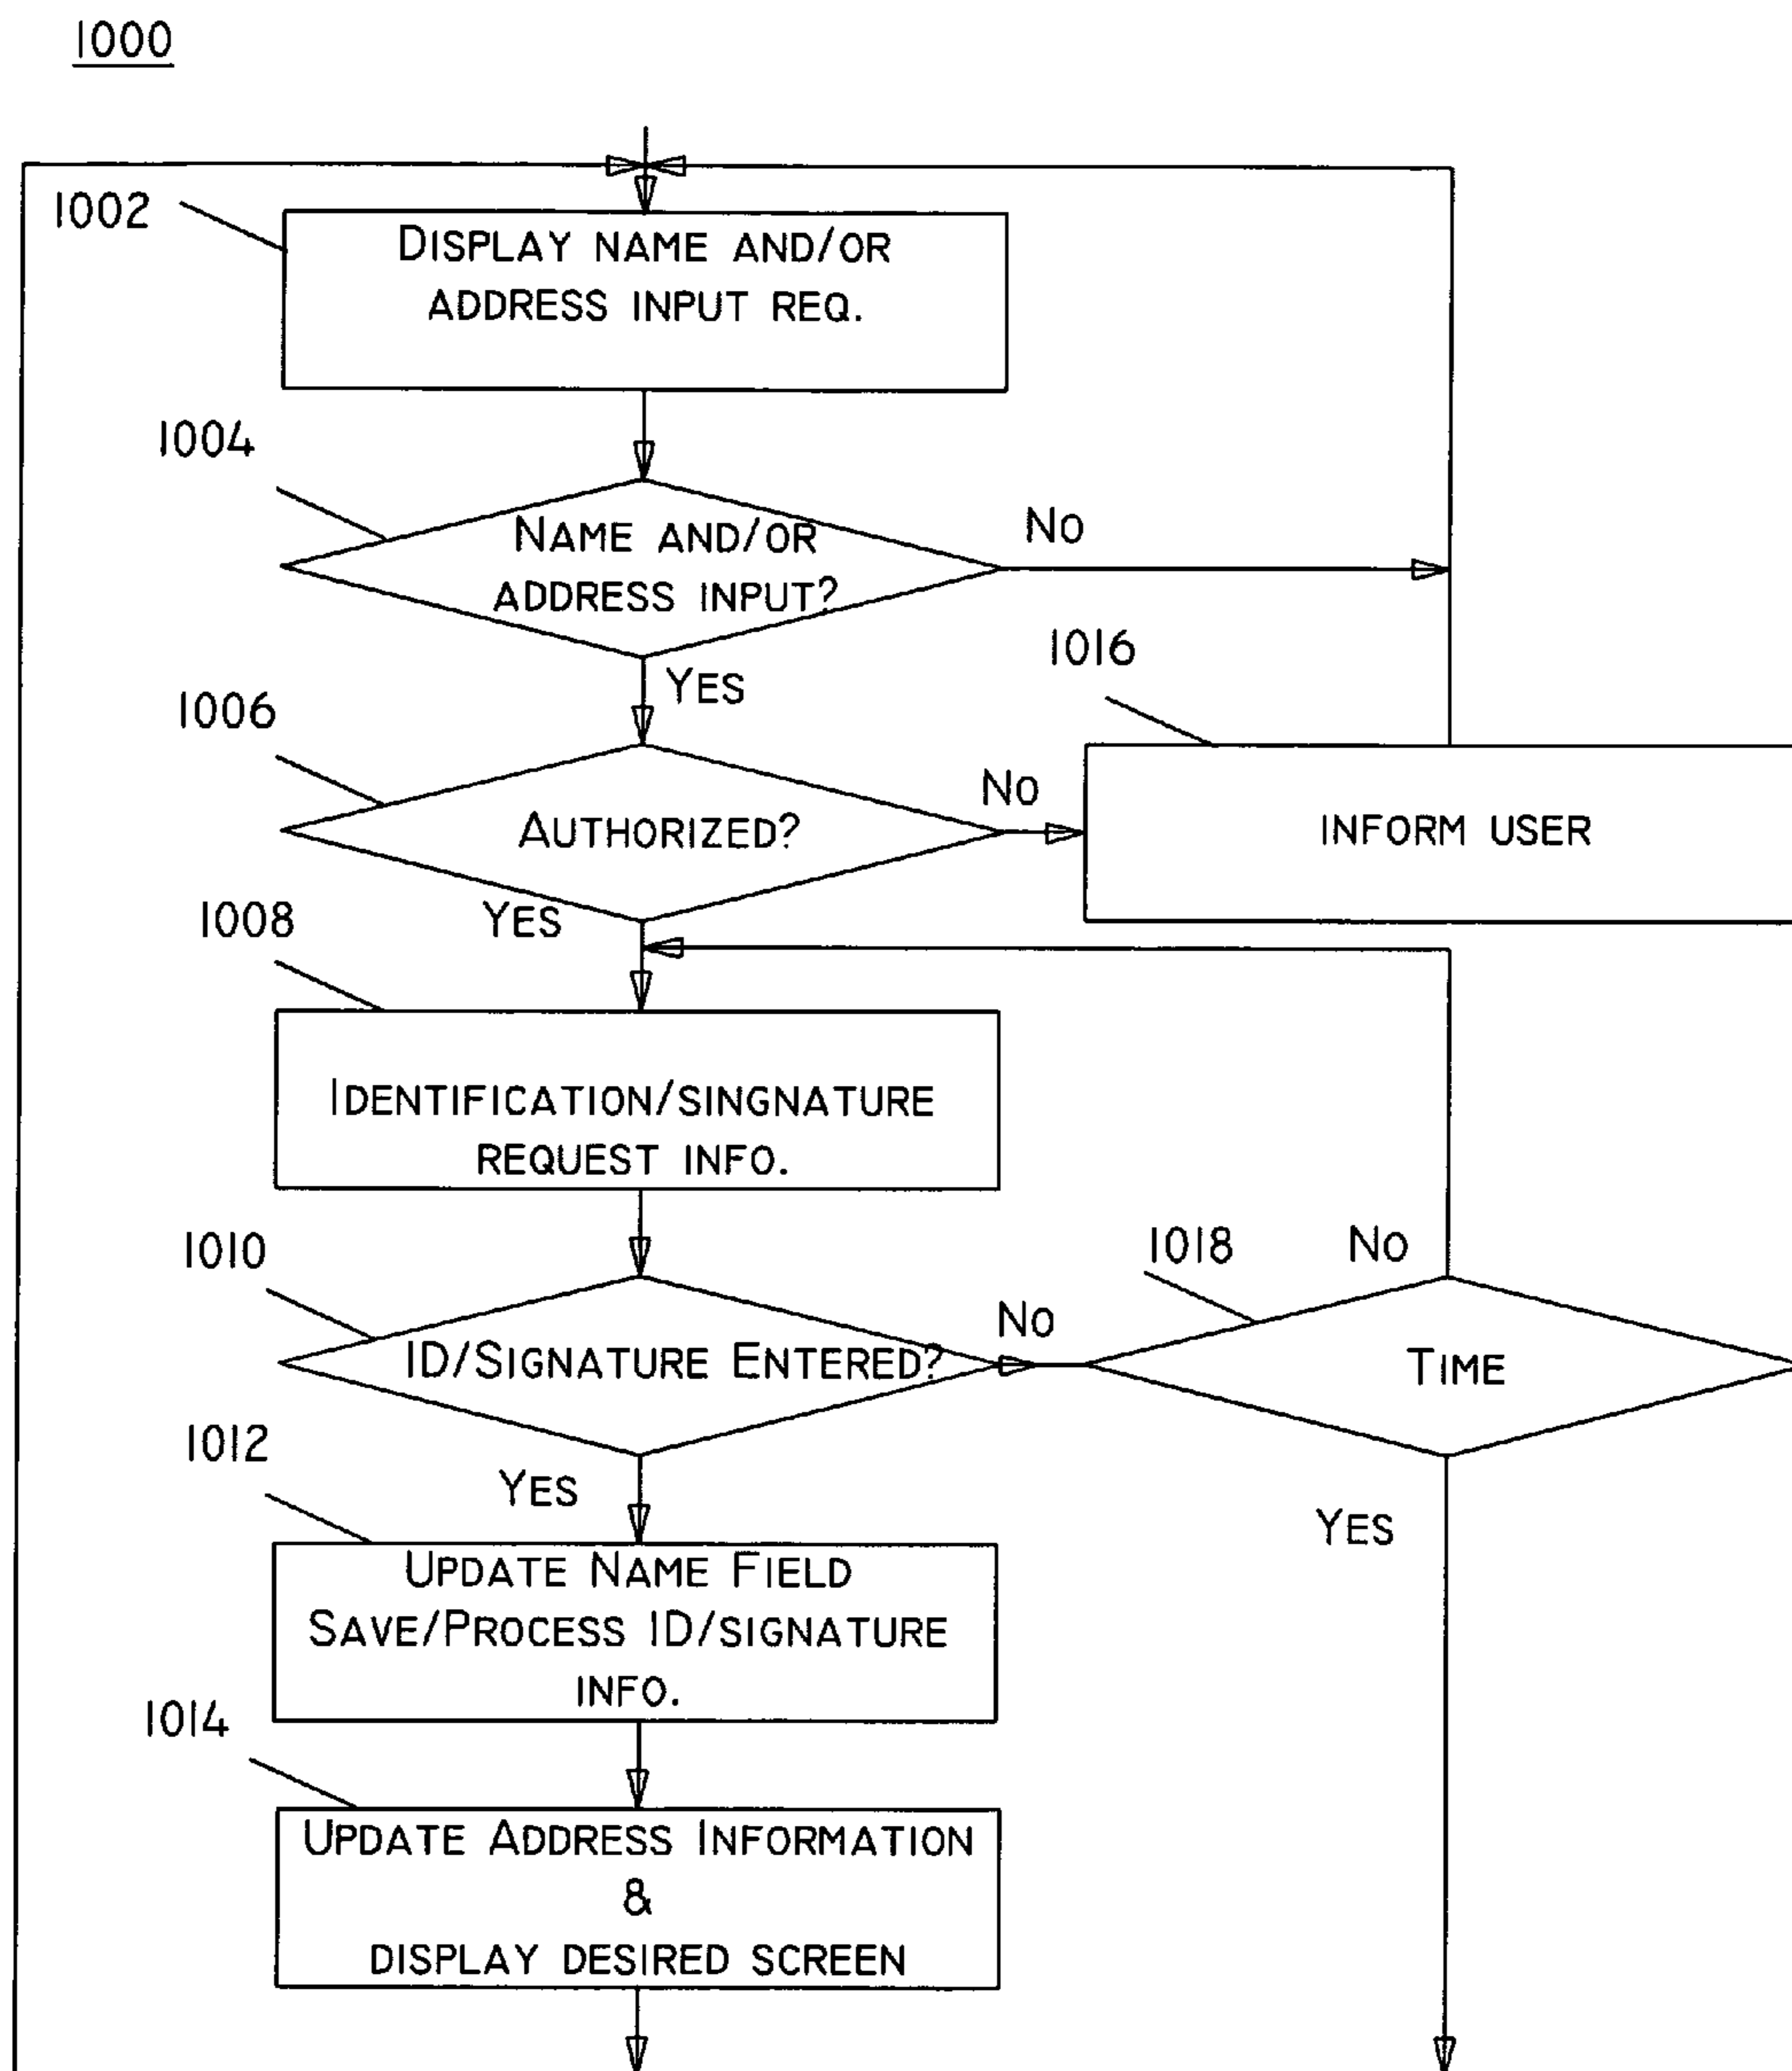 1000
1002
DISPLAY NAME AND/OR
ADDRESS INPUT REQ.
1004
NAME AND/OR
ADDRESS INPUT?
NO
YES
1016
1006
AUTHORIZED?
NO
INFORM USER
YES
1008
IDENTIFICATION/SINGNATURE
REQUEST INFO.
1010
ID/SIGNATURE ENTERED?
NO
1018
NO
TIME
1012
YES
YES
UPDATE NAME FIELD
SAVE/PROCESS ID/SIGNATURE
INFO.
1014
UPDATE ADDRESS INFORMATION
&
DISPLAY DESIRED SCREEN